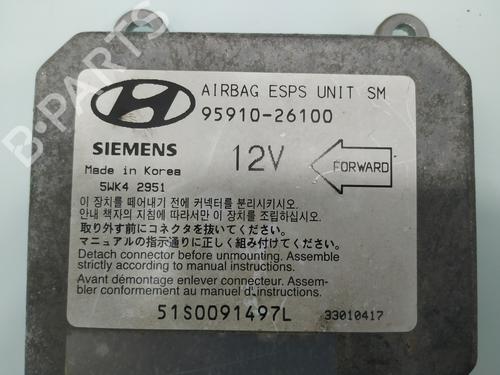 AIRBAG ESPS UNIT SM
95910-26100
SIEMENS
12V
FORWARD
Made in Korea
5WK4 2951
이 장치를 떼어내기 전에 커넥터를 분리시키시오.
안내 책자의 지침에 따라서만 이 장치를 조립하십시오.
取り外す前にコネクタを抜いてください。
マニュアルの指示通りに正しく組み付けてください。
Detach connector before unmounting. Assemble
strictly according to manual instructions.
Avant démontage enlever connecteur. Assem-
bler conformement au manuel d'instructions.
51S0091497L
33010417
B-PARTS